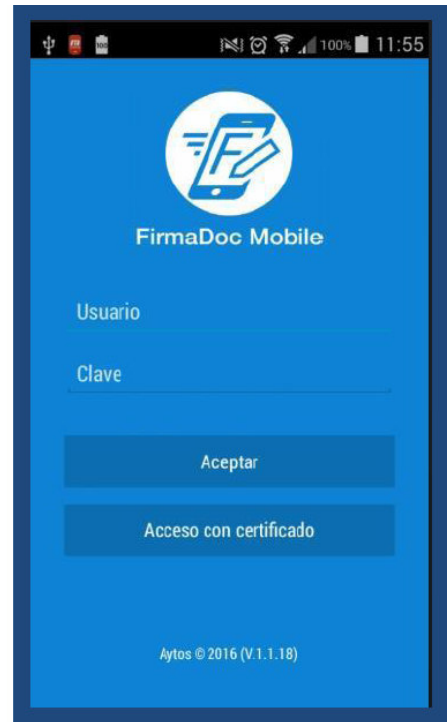 100% 11:55
FirmaDoc Mobile
Usuario
Clave
Aceptar
Acceso con certificado
Aytos © 2016 (V.1.1.18)